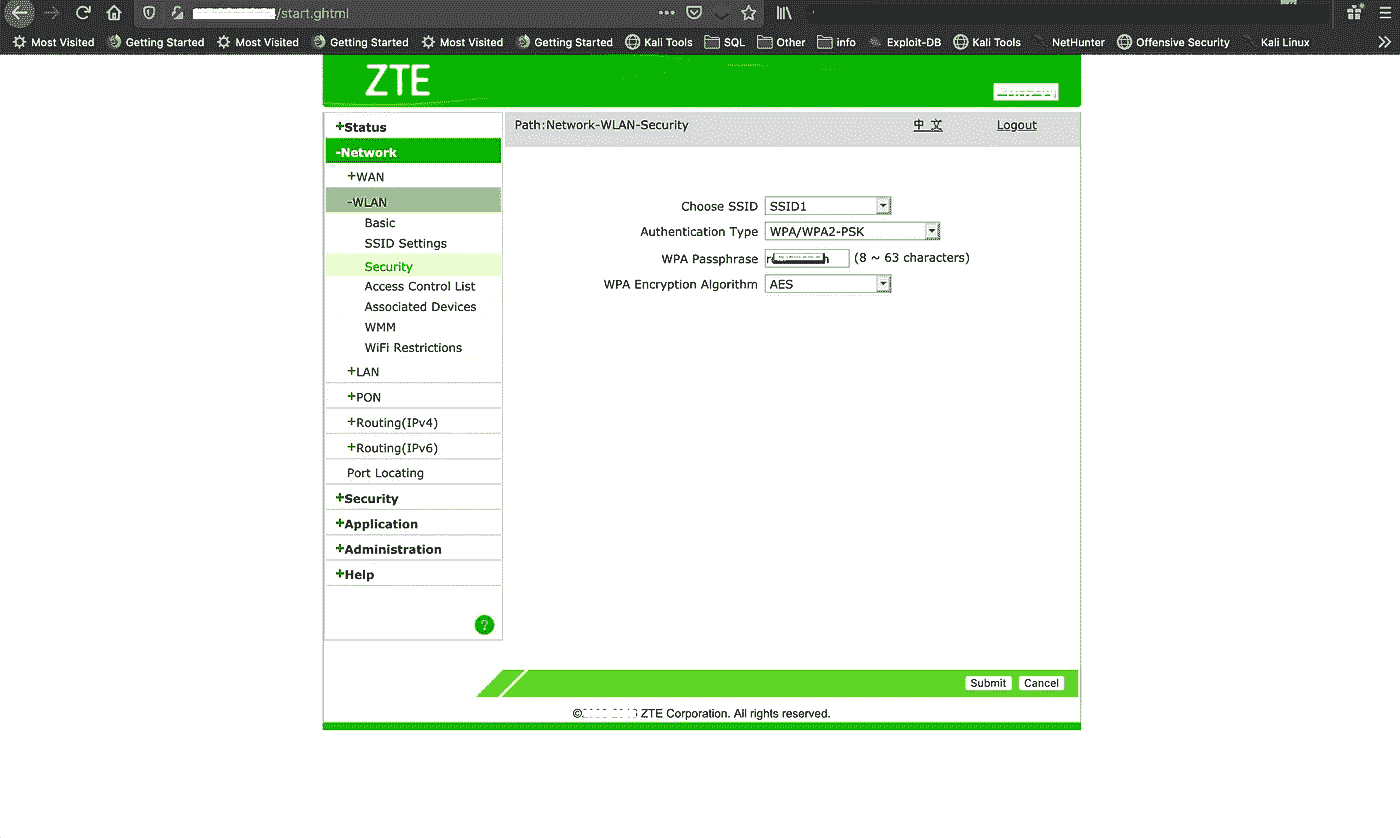 /start.ghtml
Most Visited Getting Started Most Visited Getting Started Most Visited Getting Started Kali Tools SQL Other info Exploit-DB Kali Tools NetHunter Offensive Security Kali Linux
ZTE
+Status
-Network
+WAN
-WLAN
Basic
SSID Settings
Security
Access Control List
Associated Devices
WMM
WiFi Restrictions
+LAN
+PON
+Routing(IPv4)
+Routing(IPv6)
Port Locating
+Security
+Application
+Administration
+Help
?
Path:Network-WLAN-Security 中文 Logout
Choose SSID SSID1
Authentication Type WPA/WPA2-PSK
WPA Passphrase (8 ~ 63 characters)
WPA Encryption Algorithm AES
Submit Cancel
© ZTE Corporation. All rights reserved.